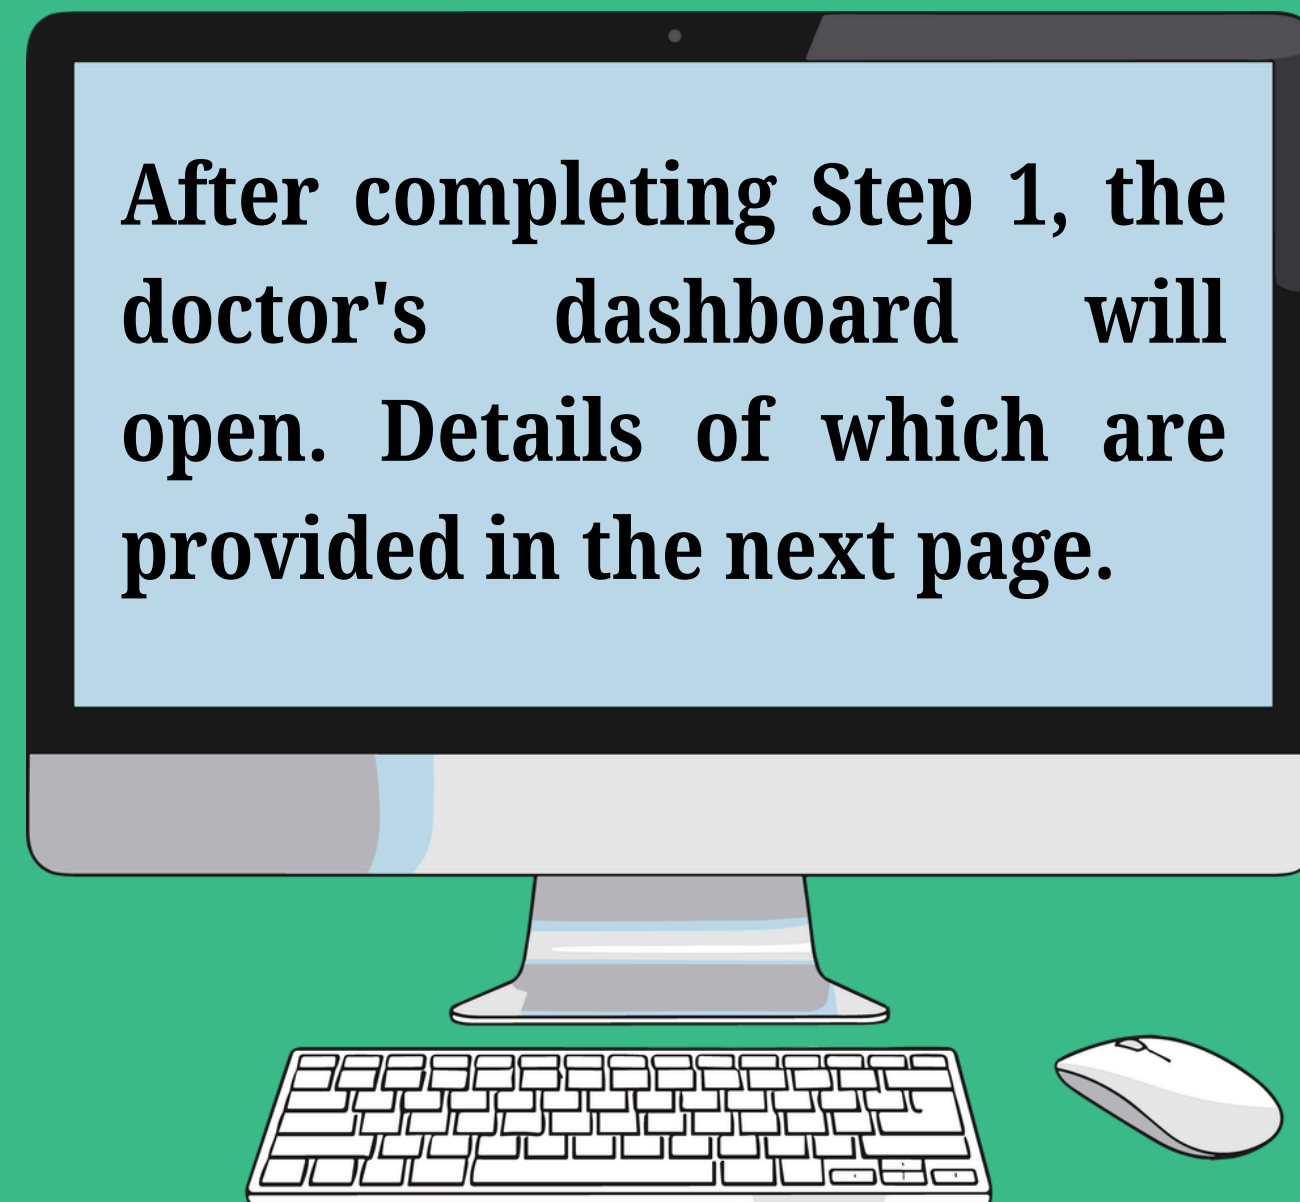 After completing Step 1, the
doctor's dashboard will
open. Details of which are
provided in the next page.